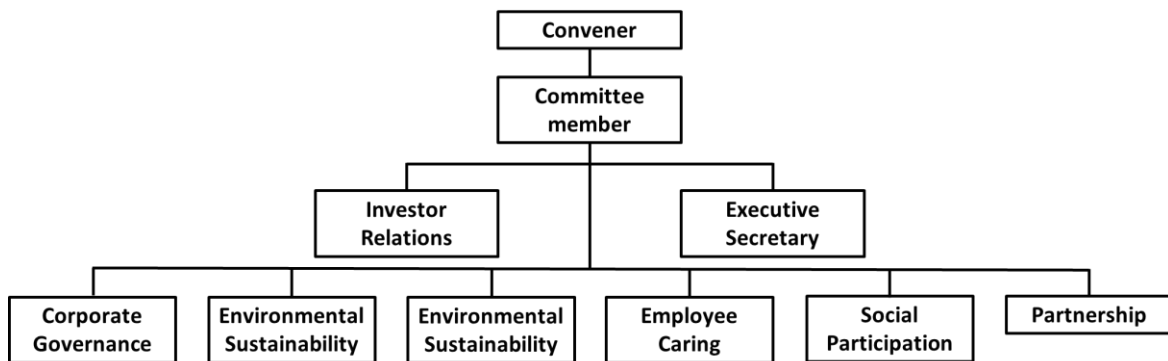 Convener
Committee
member
Investor
Relations
Executive
Secretary
Corporate
Governance
Environmental
Sustainability
Environmental
Sustainability
Employee
Caring
Social
Participation
Partnership